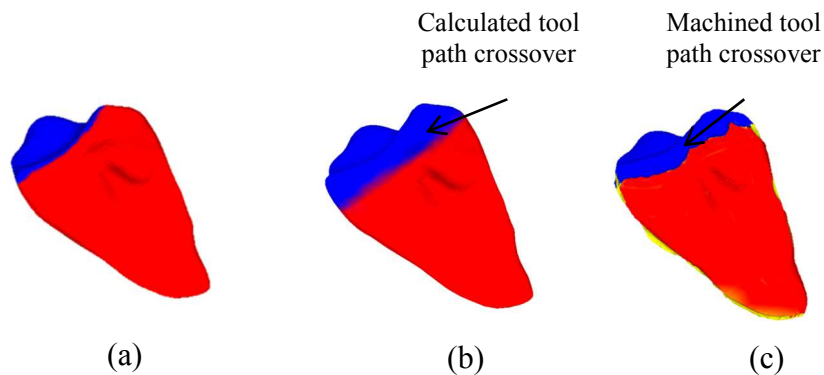 Calculated tool
path crossover
Machined tool
path crossover
(a)
(b)
(c)